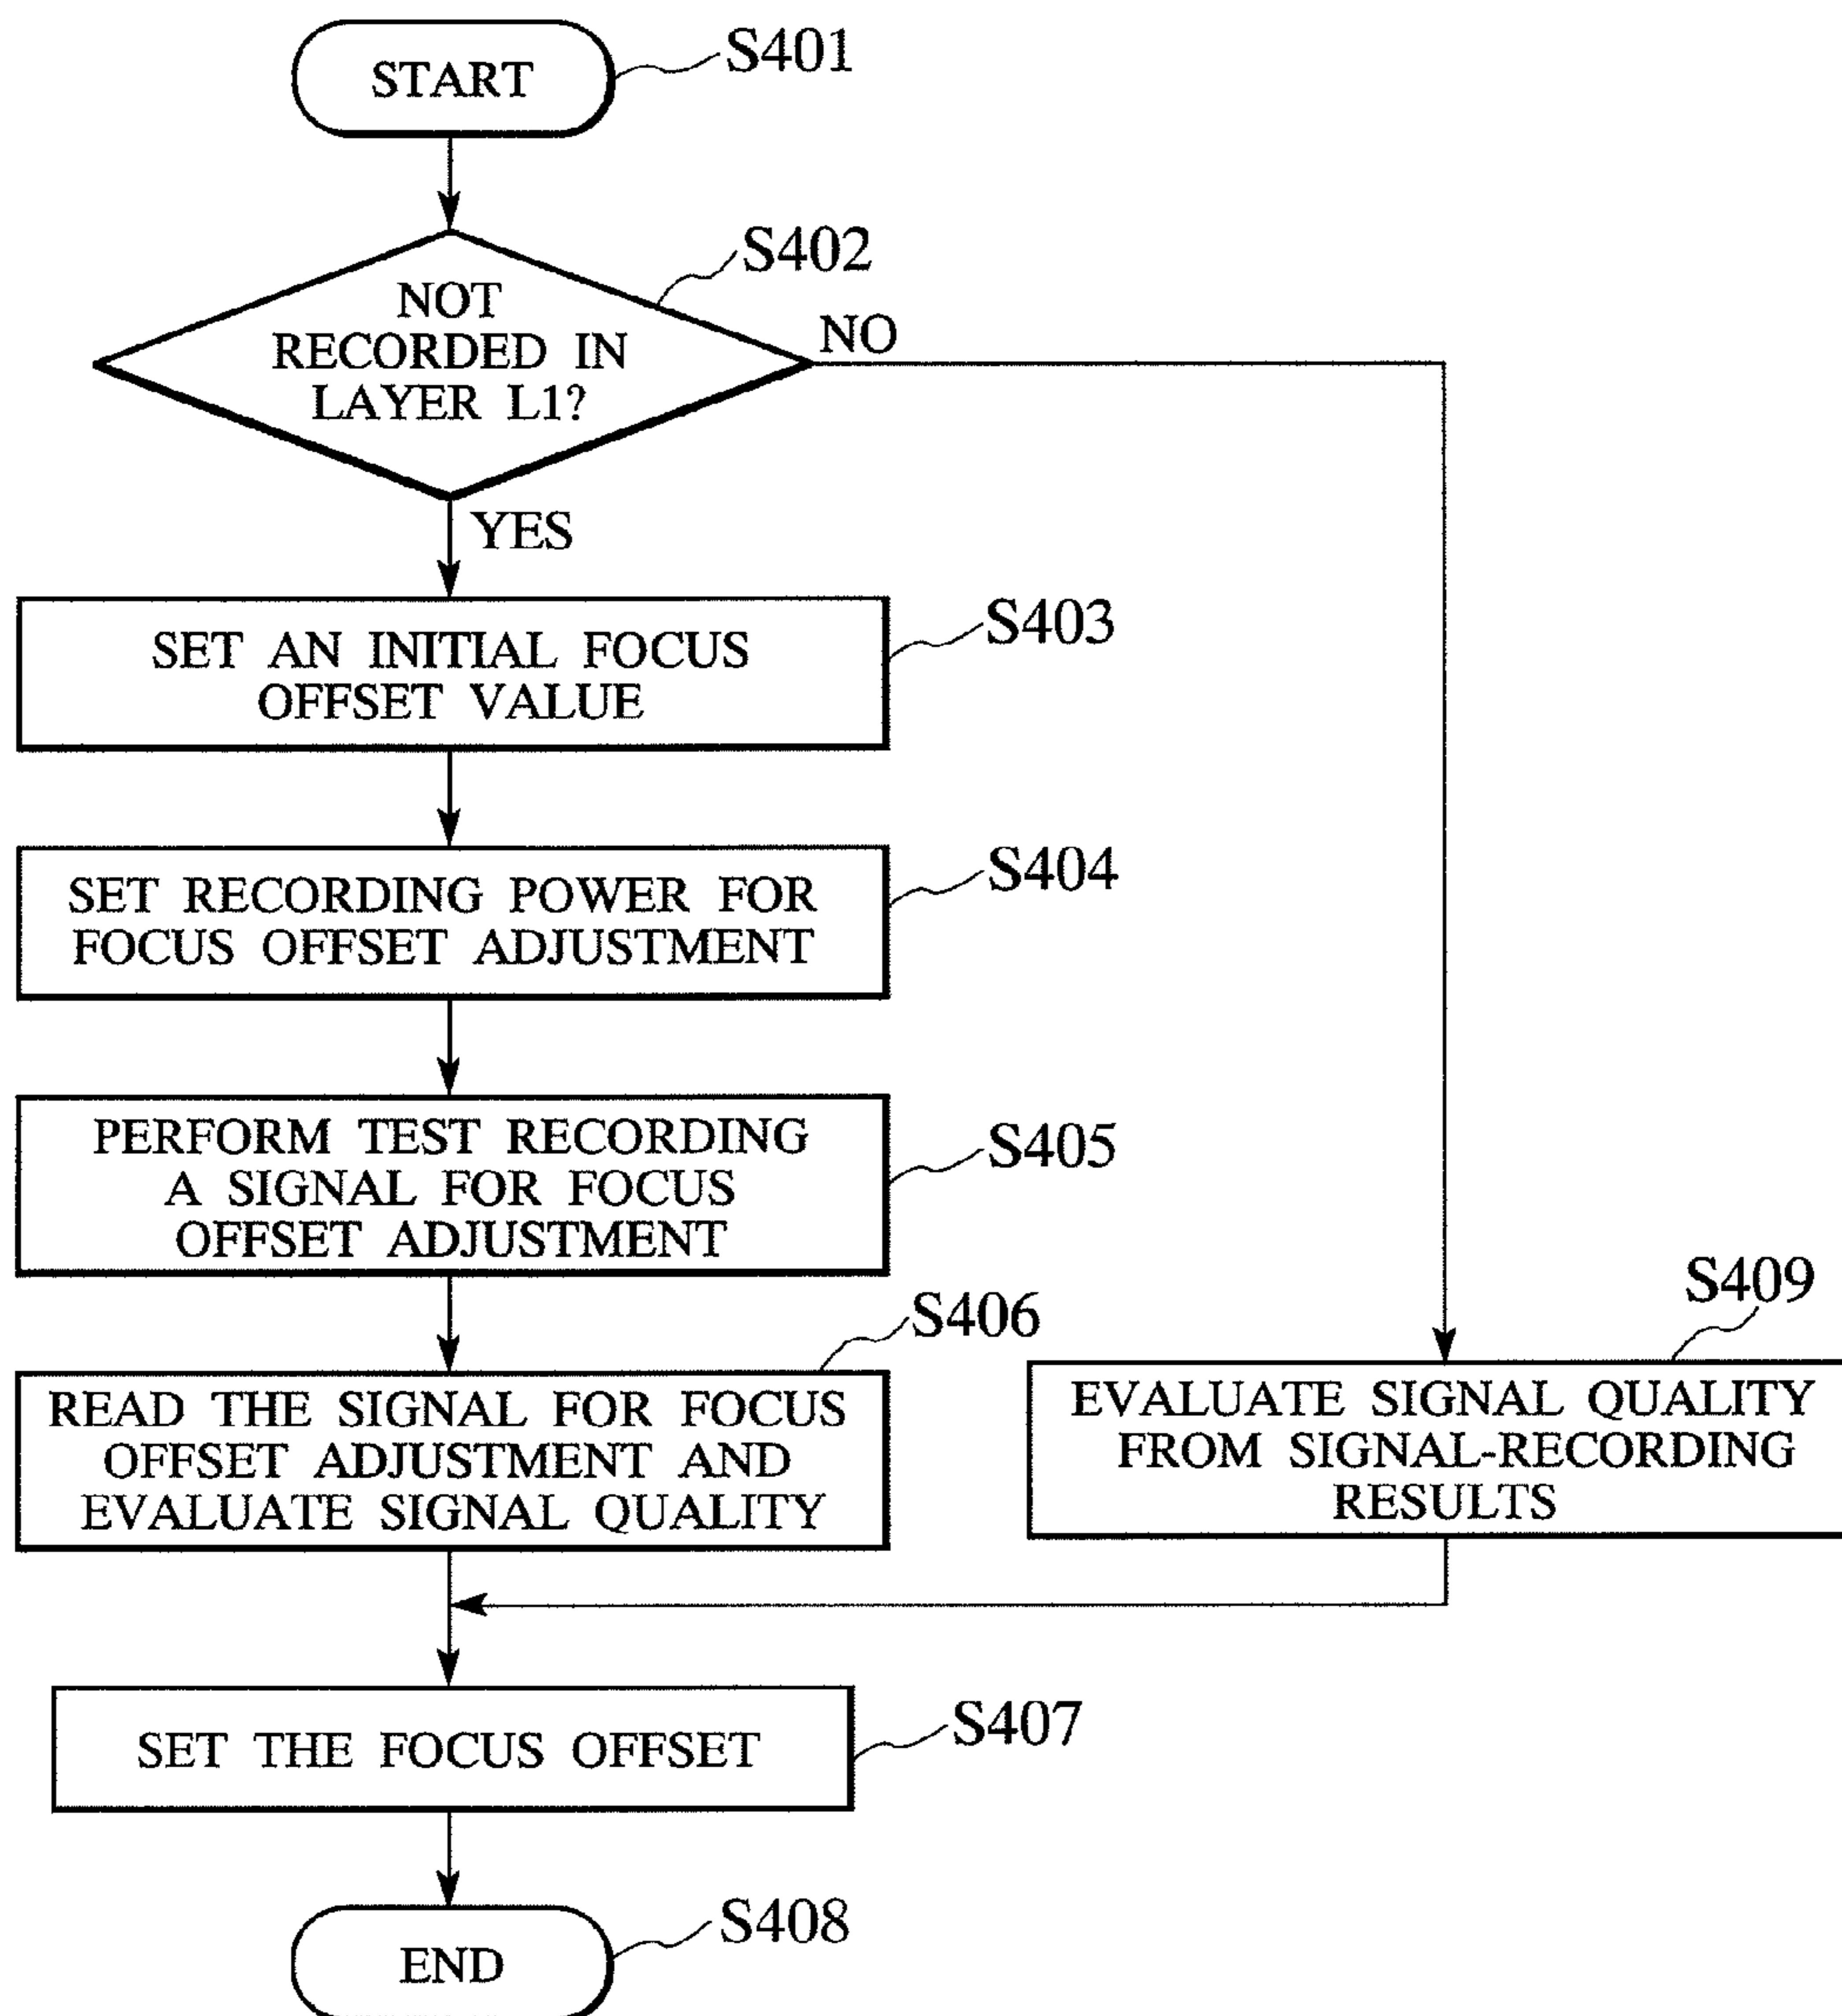 START
S401
S402
NOT
RECORDED IN
LAYER L1?
NO
YES
SET AN INITIAL FOCUS
OFFSET VALUE
S403
SET RECORDING POWER FOR
FOCUS OFFSET ADJUSTMENT
S404
PERFORM TEST RECORDING
A SIGNAL FOR FOCUS
OFFSET ADJUSTMENT
S405
S406
READ THE SIGNAL FOR FOCUS
OFFSET ADJUSTMENT AND
EVALUATE SIGNAL QUALITY
S409
EVALUATE SIGNAL QUALITY
FROM SIGNAL-RECORDING
RESULTS
SET THE FOCUS OFFSET
S407
END
S408